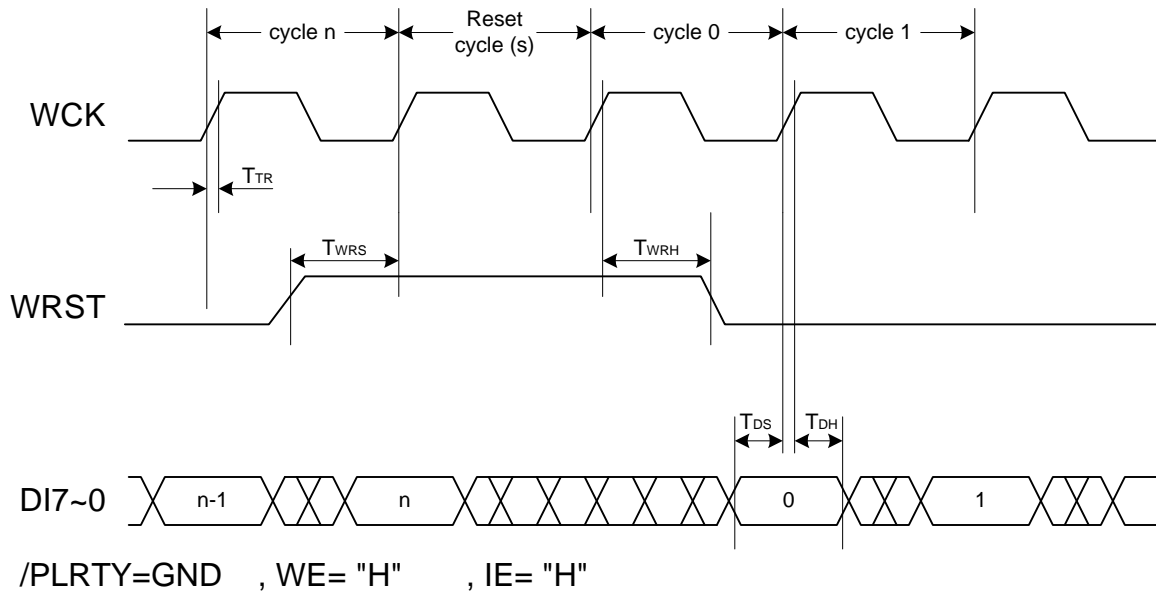 cycle n
Reset
cycle (s)
cycle 0
cycle 1
WCK
TTR
TWRS
TWRH
WRST
TDS
TDH
DI7~0
n-1
n
0
1
/PLRTY=GND , WE= "H" , IE= "H"